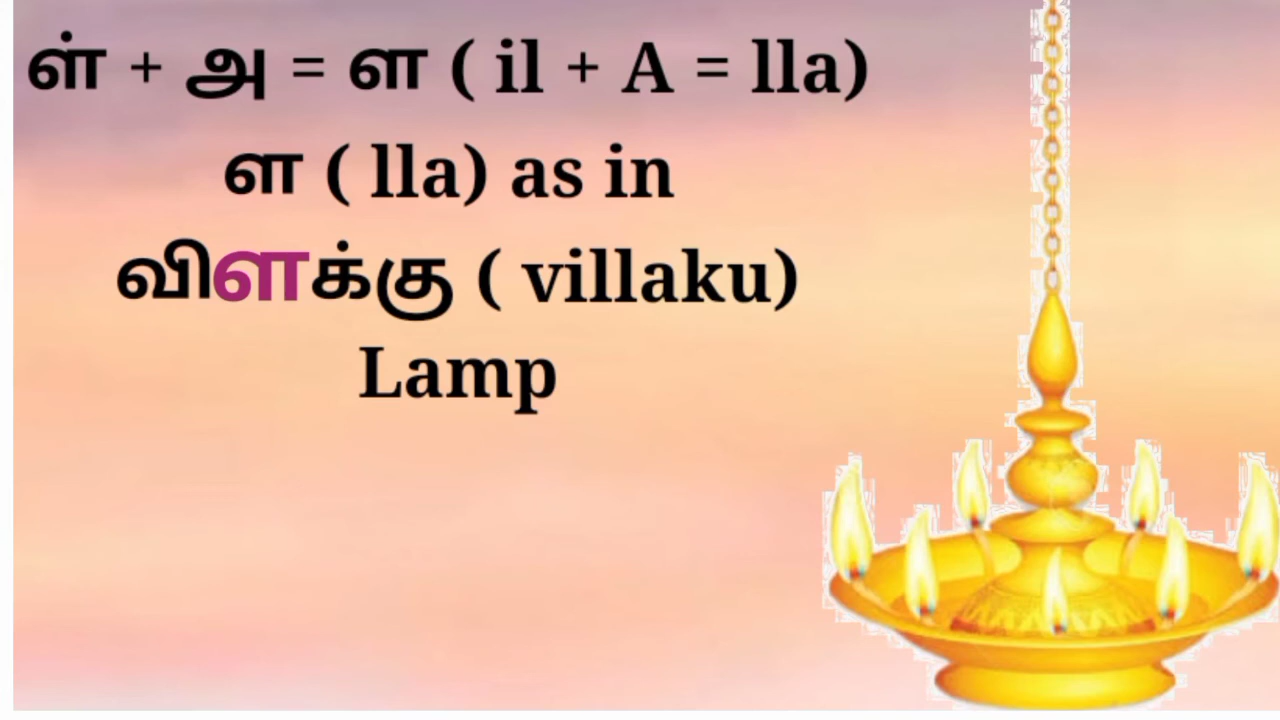 ள் + அ = ள ( il + A = lla)
ள ( lla) as in
விளக்கு ( villaku)
Lamp